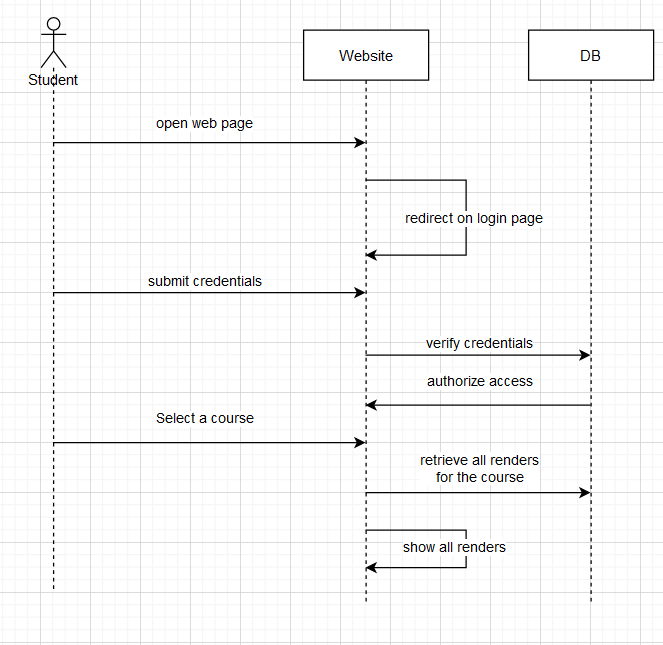 Student
Website
DB
open web page
redirect on login page
submit credentials
verify credentials
authorize access
Select a course
retrieve all renders
for the course
show all renders